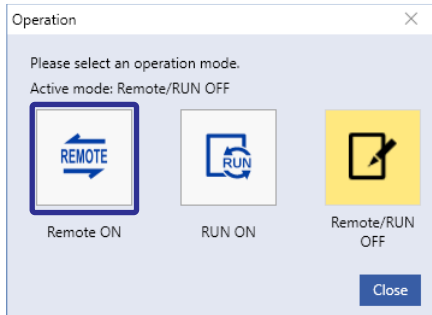 Operation
Please select an operation mode.
Active mode: Remote/RUN OFF
REMOTE
RUN
Remote ON
RUN ON
Remote/RUN
OFF
Close